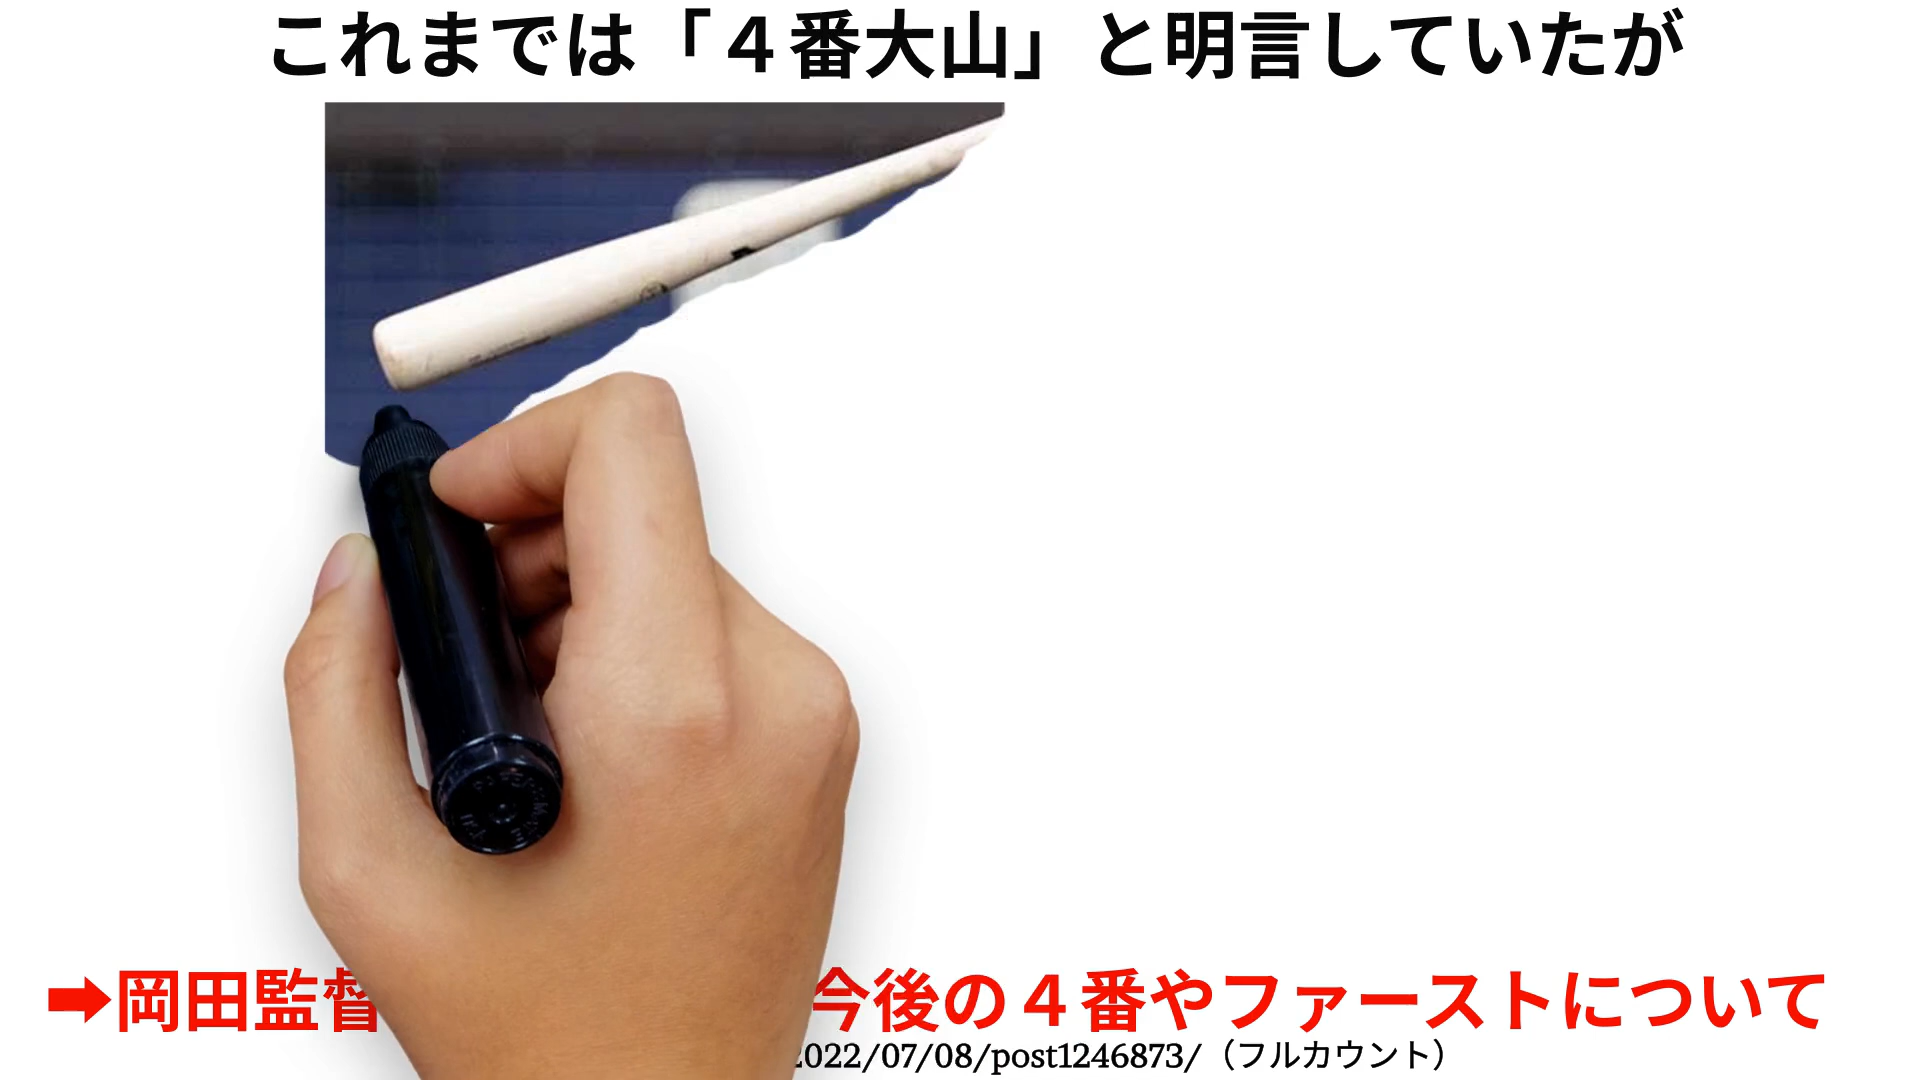 これまでは「４番大山」と明言していたが
➡岡田監督
今後の４番やファーストについて
2022/07/08/post1246873/（フルカウント）